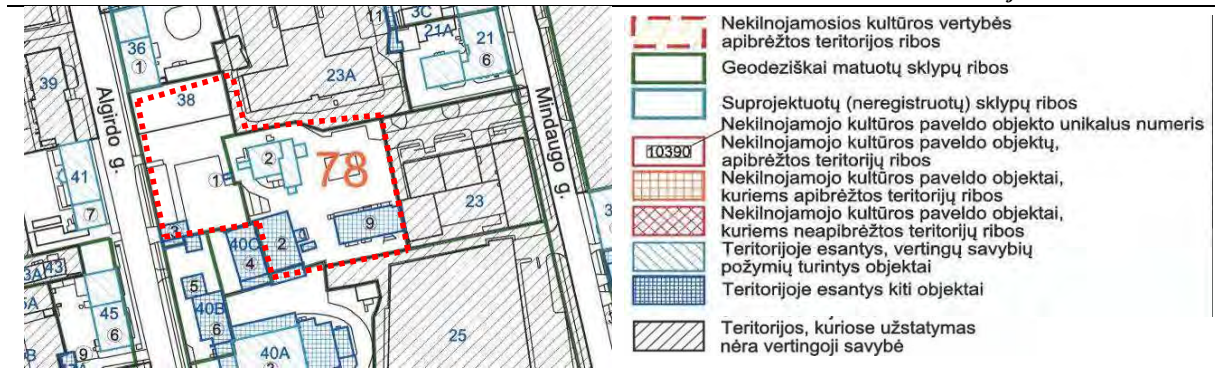 36
1
39
Algirdo g.
38
23A
11
3C
21A
21
6
Mindaugo g.
41
7
2
1
78
23
9
3
40C
4
2
3A
43
5
45
6
40B
6
9
40A
25
Nekilnojamosios kultūros vertybės
apibrėžtos teritorijos ribos
Geodeziškai matuotų sklypų ribos
Suprojektuotų (neregistruotų) sklypų ribos
Nekilnojamojo kultūros paveldo objekto unikalus numeris
10390
Nekilnojamojo kultūros paveldo objektų,
apibrėžtos teritorijų ribos
Nekilnojamojo kultūros paveldo objektai,
kuriems apibrėžtos teritorijų ribos
Nekilnojamojo kultūros paveldo objektai,
kuriems neapibrėžtos teritorijų ribos
Teritorijoje esantys, vertingų savybių
požymių turintys objektai
Teritorijoje esantys kiti objektai
Teritorijos, kuriose užstatymas
nėra vertingoji savybė